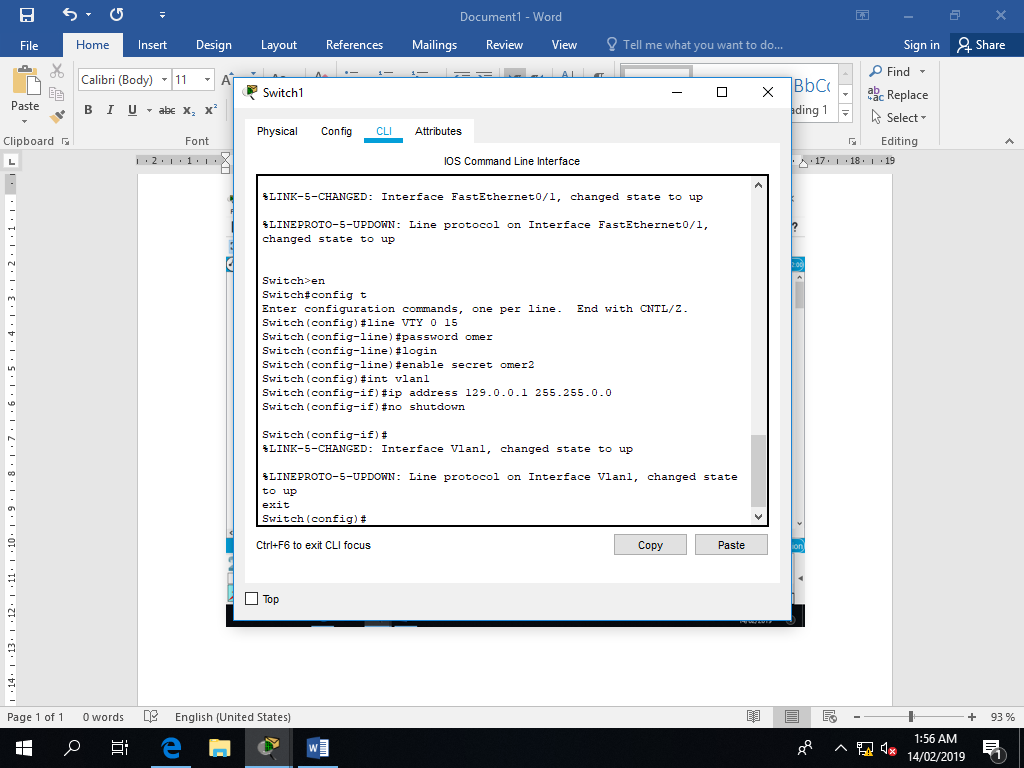 Document1 - Word
File Home Insert Design Layout References Mailings Review View Tell me what you want to do... Sign in Share
Calibri (Body) 11
Paste
B I U abc X2 X2
Clipboard
Font
Find
Replace
Select
Editing
ading 1
Switch1
Physical Config CLI Attributes
IOS Command Line Interface
%LINK-5-CHANGED: Interface FastEthernet0/1, changed state to up
%LINEPROTO-5-UPDOWN: Line protocol on Interface FastEthernet0/1,
changed state to up
Switch>en
Switch#config t
Enter configuration commands, one per line. End with CNTL/Z.
Switch(config)#line VTY 0 15
Switch(config-line)#password omer
Switch(config-line)#login
Switch(config-line)#enable secret omer2
Switch(config)#int vlan1
Switch(config-if)#ip address 129.0.0.1 255.255.0.0
Switch(config-if)#no shutdown
Switch(config-if)#
%LINK-5-CHANGED: Interface Vlan1, changed state to up
%LINEPROTO-5-UPDOWN: Line protocol on Interface Vlan1, changed state
to up
exit
Switch(config)#
Ctrl+F6 to exit CLI focus
Copy Paste
Top
Page 1 of 1 0 words English (United States) 93 %
1:56 AM
14/02/2019
1